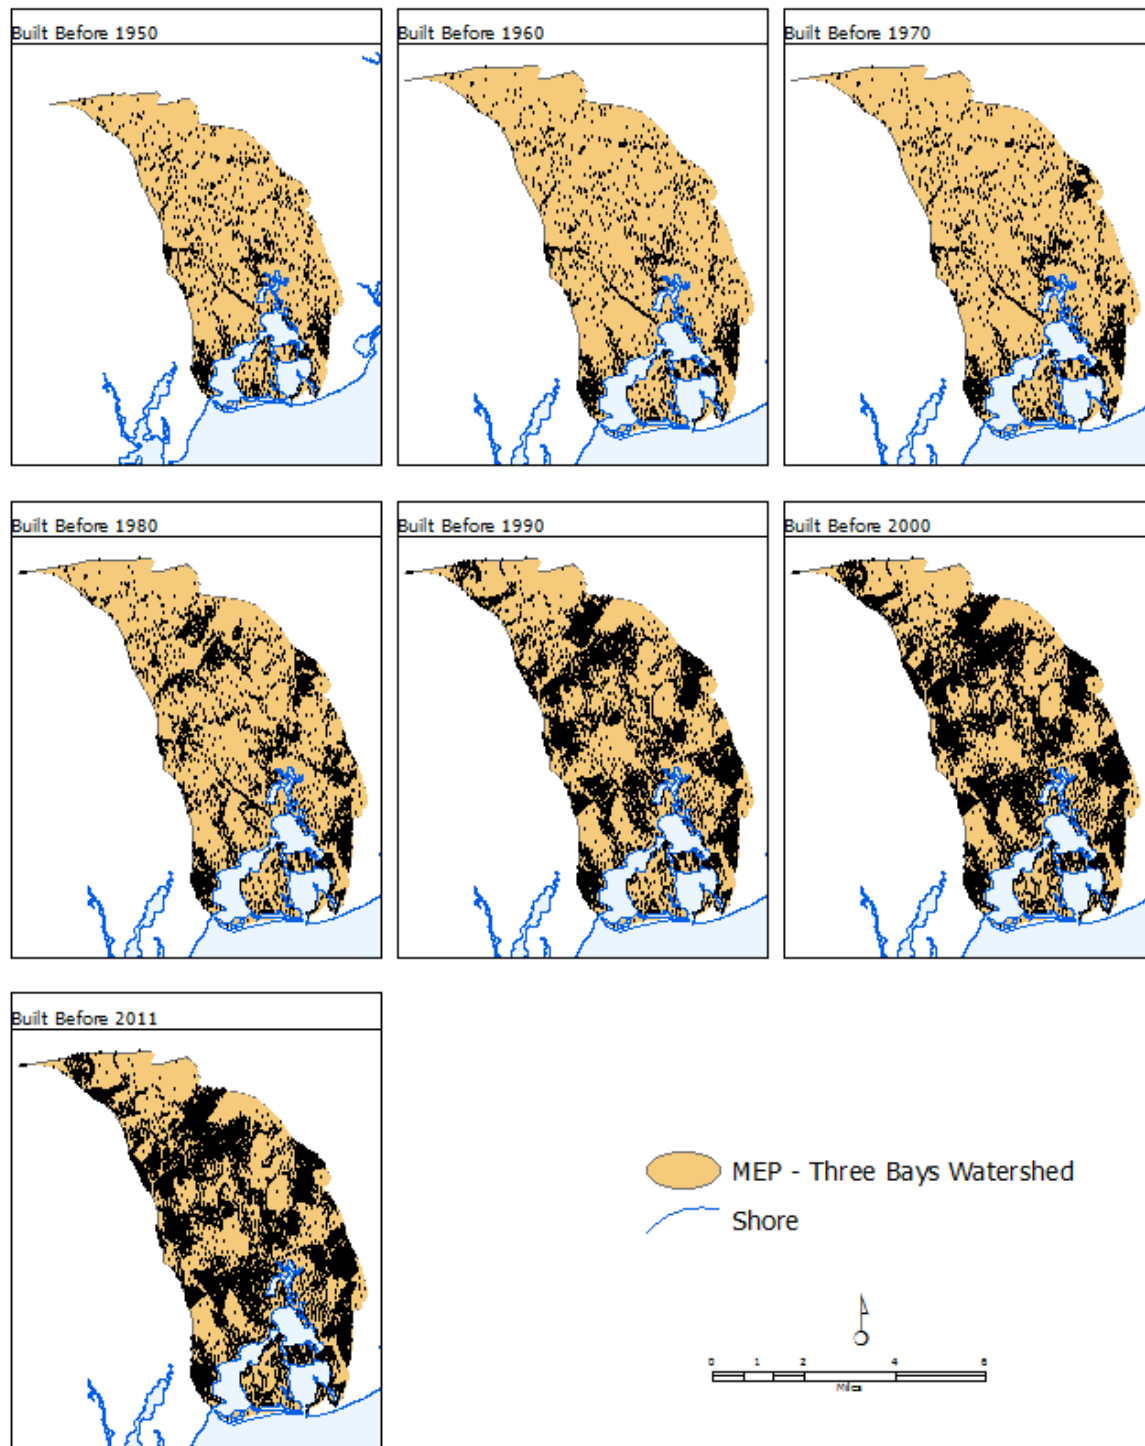 Built Before 1950
Built Before 1960
Built Before 1970
Built Before 1980
Built Before 1990
Built Before 2000
Built Before 2011
MEP - Three Bays Watershed
Shore
0 1 2 4 6
Miles